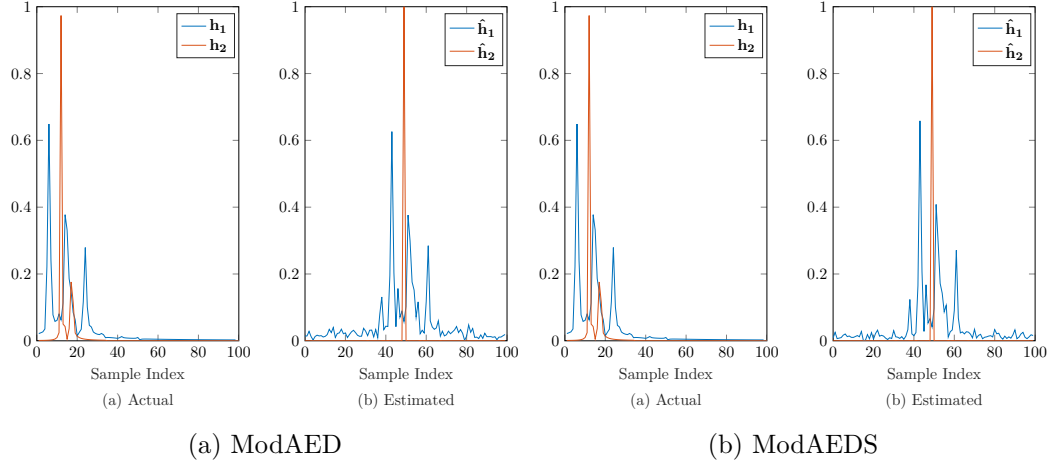 1
0.8
0.6
0.4
0.2
0
0 20 40 60 80 100
h₁
h₂
Sample Index
(a) Actual
1
0.8
0.6
0.4
0.2
0
0 20 40 60 80 100
ĥ₁
ĥ₂
Sample Index
(b) Estimated
(a) ModAED
1
0.8
0.6
0.4
0.2
0
0 20 40 60 80 100
h₁
h₂
Sample Index
(a) Actual
1
0.8
0.6
0.4
0.2
0
0 20 40 60 80 100
ĥ₁
ĥ₂
Sample Index
(b) Estimated
(b) ModAEDS